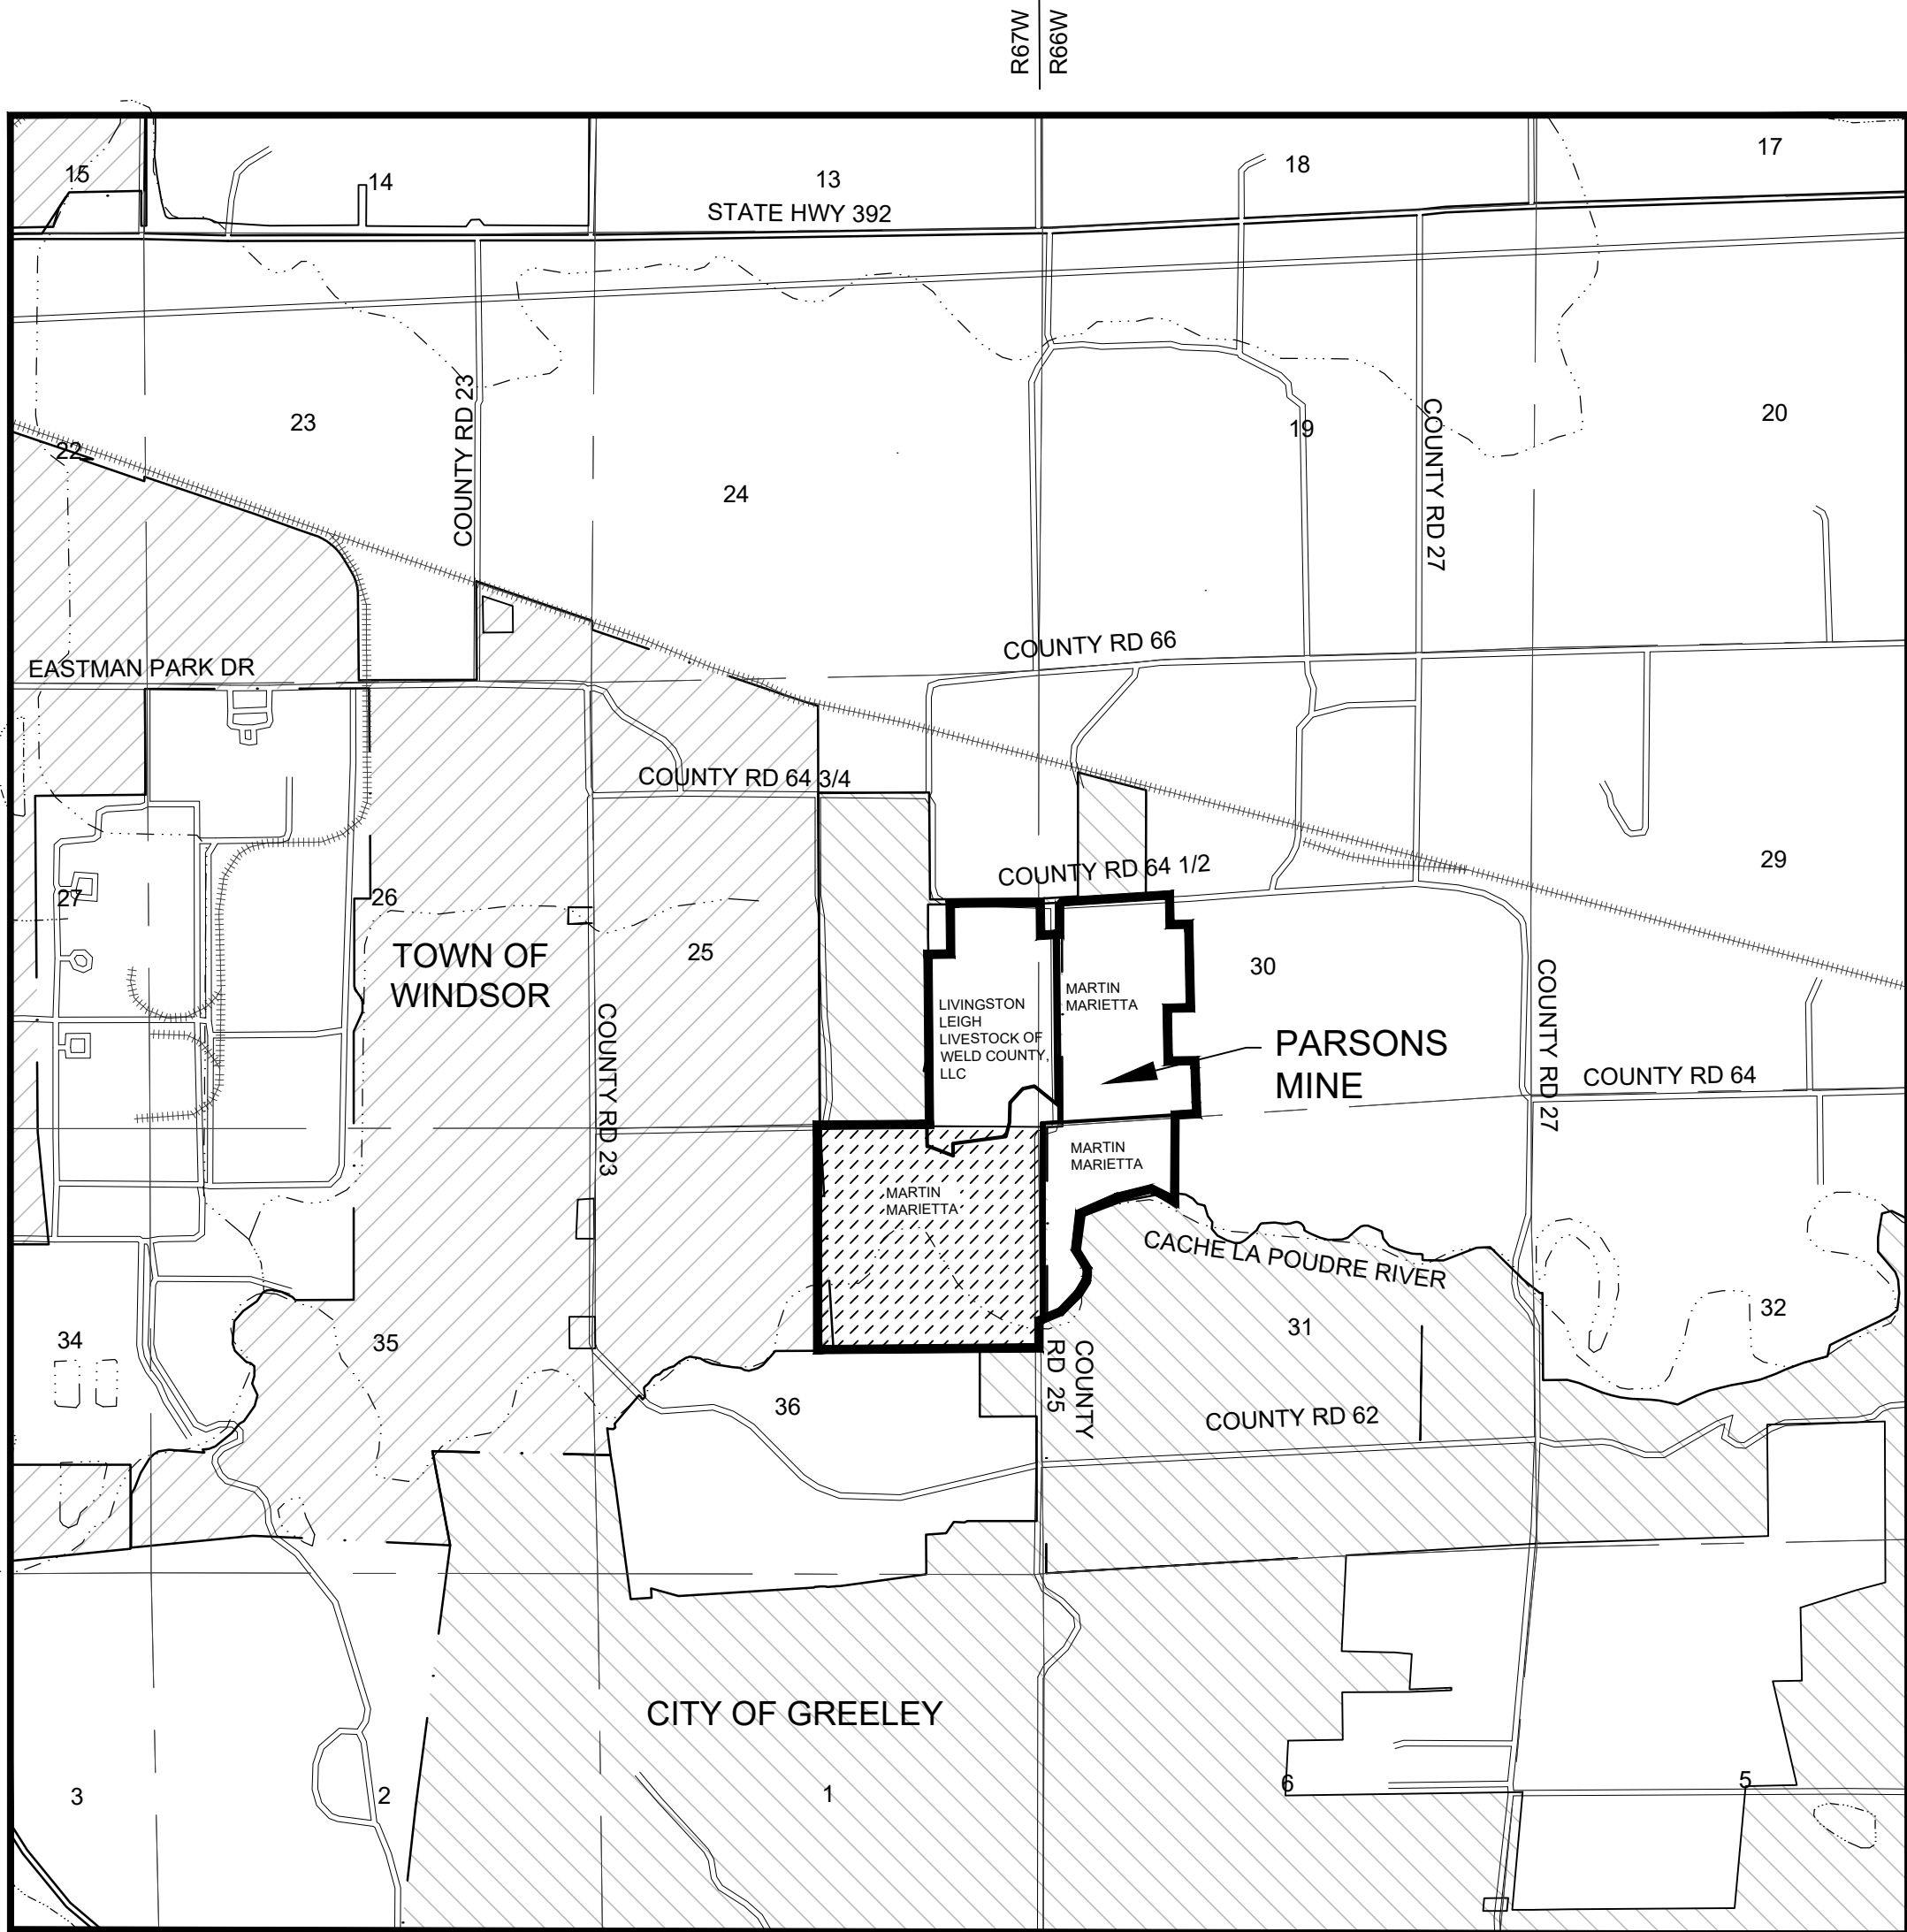 R67W
R66W
15
14
13
18
17
STATE HWY 392
23
COUNTY RD 23
22
24
19
COUNTY RD 27
20
EASTMAN PARK DR
COUNTY RD 66
COUNTY RD 64 3/4
COUNTY RD 64 1/2
29
27
26
TOWN OF
WINDSOR
25
30
LIVINGSTON
LEIGH
LIVESTOCK OF
WELD COUNTY,
LLC
MARTIN
MARIETTA
PARSONS
MINE
COUNTY RD 23
COUNTY RD 27
COUNTY RD 64
MARTIN
MARIETTA
MARTIN
MARIETTA
CACHE LA POUDRE RIVER
34
35
36
31
32
COUNTY
RD 25
COUNTY RD 62
CITY OF GREELEY
3
2
1
6
5